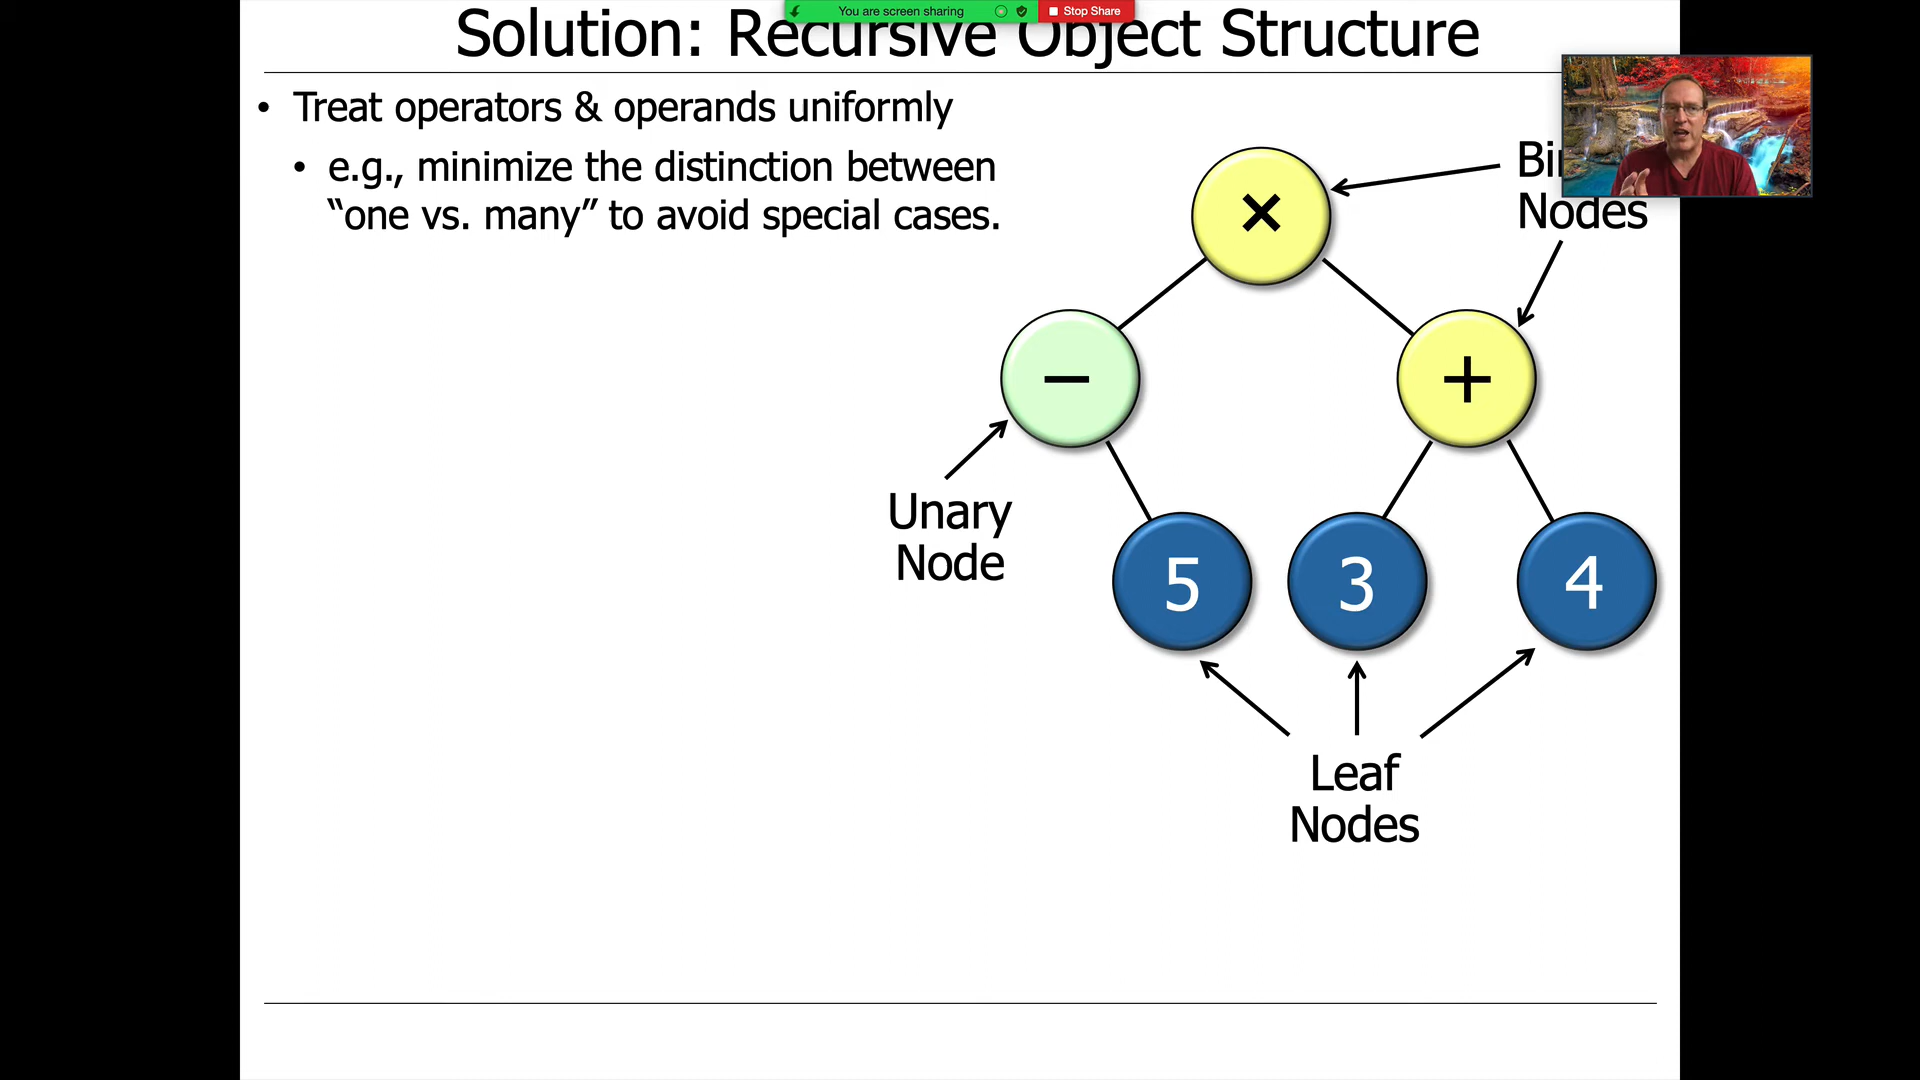 You are screen sharing Stop Share
Solution: Recursive Object Structure
• Treat operators & operands uniformly
• e.g., minimize the distinction between
“one vs. many” to avoid special cases.
Nodes
×
−
+
Unary
Node
5 3 4
Leaf
Nodes